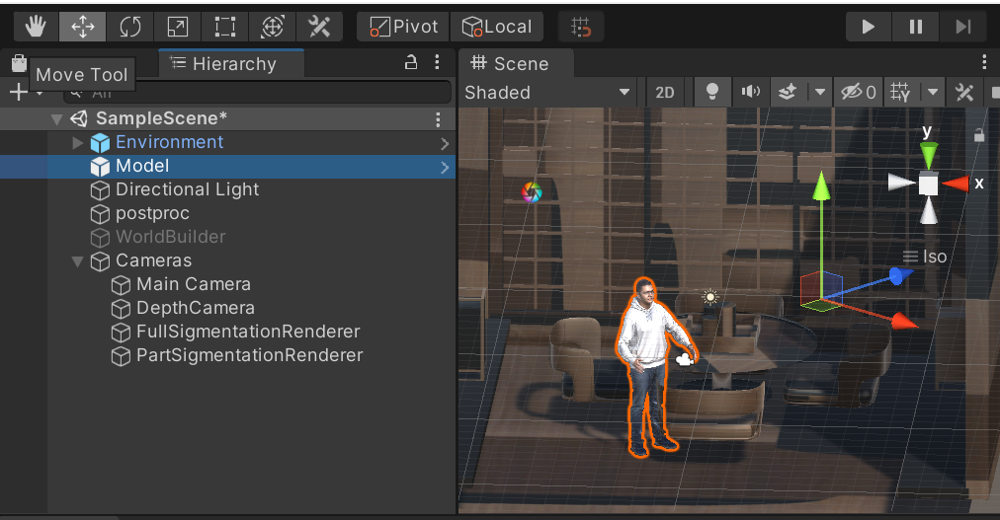 Pivot Local
Move Tool
Hierarchy
All
SampleScene*
Environment
Model
Directional Light
postproc
WorldBuilder
Cameras
Main Camera
DepthCamera
FullSigmentationRenderer
PartSigmentationRenderer
Scene
Shaded 2D 0
y
x
Iso